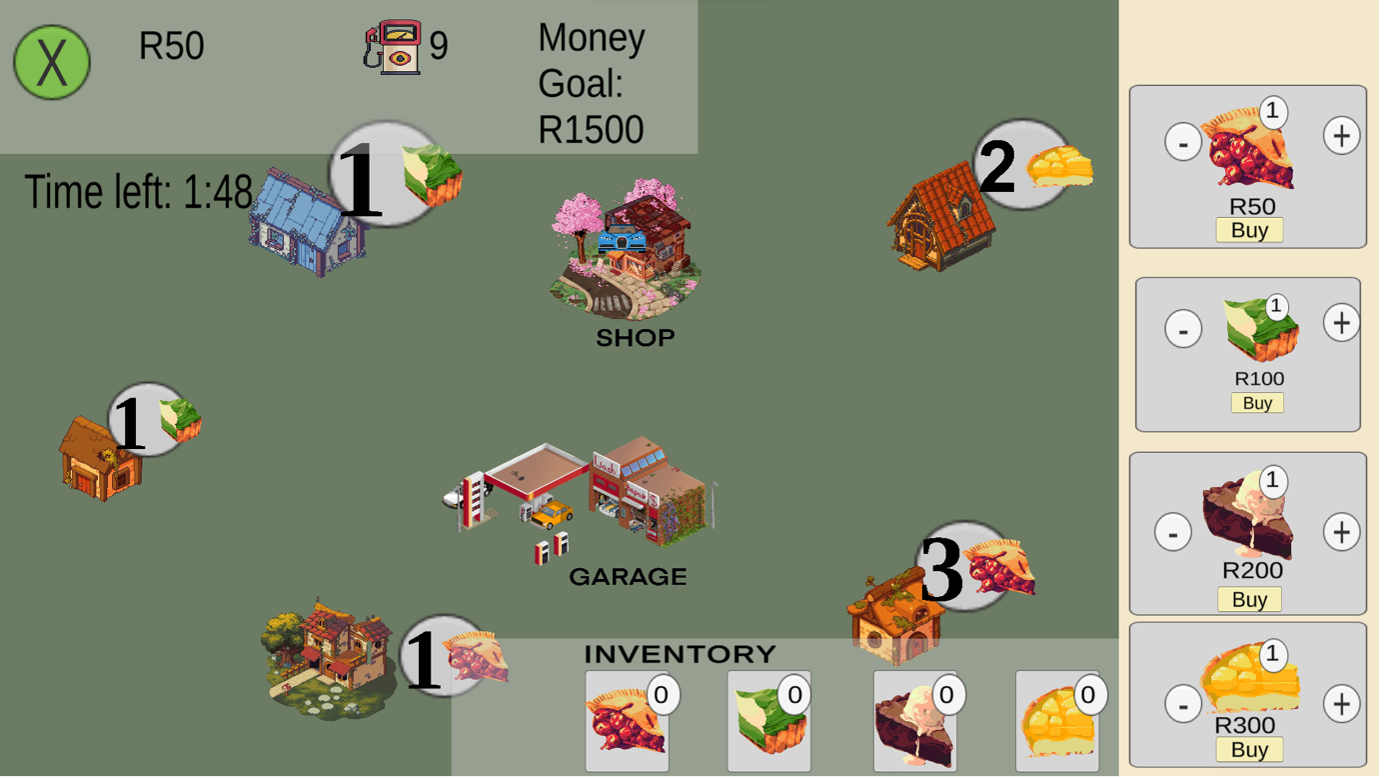 X
R50
9
Money
Goal:
R1500
Time left: 1:48
1
2
SHOP
1
GARAGE
3
1
INVENTORY
0
0
0
0
1
-
+
R50
Buy
1
-
+
R100
Buy
1
-
+
R200
Buy
1
-
+
R300
Buy